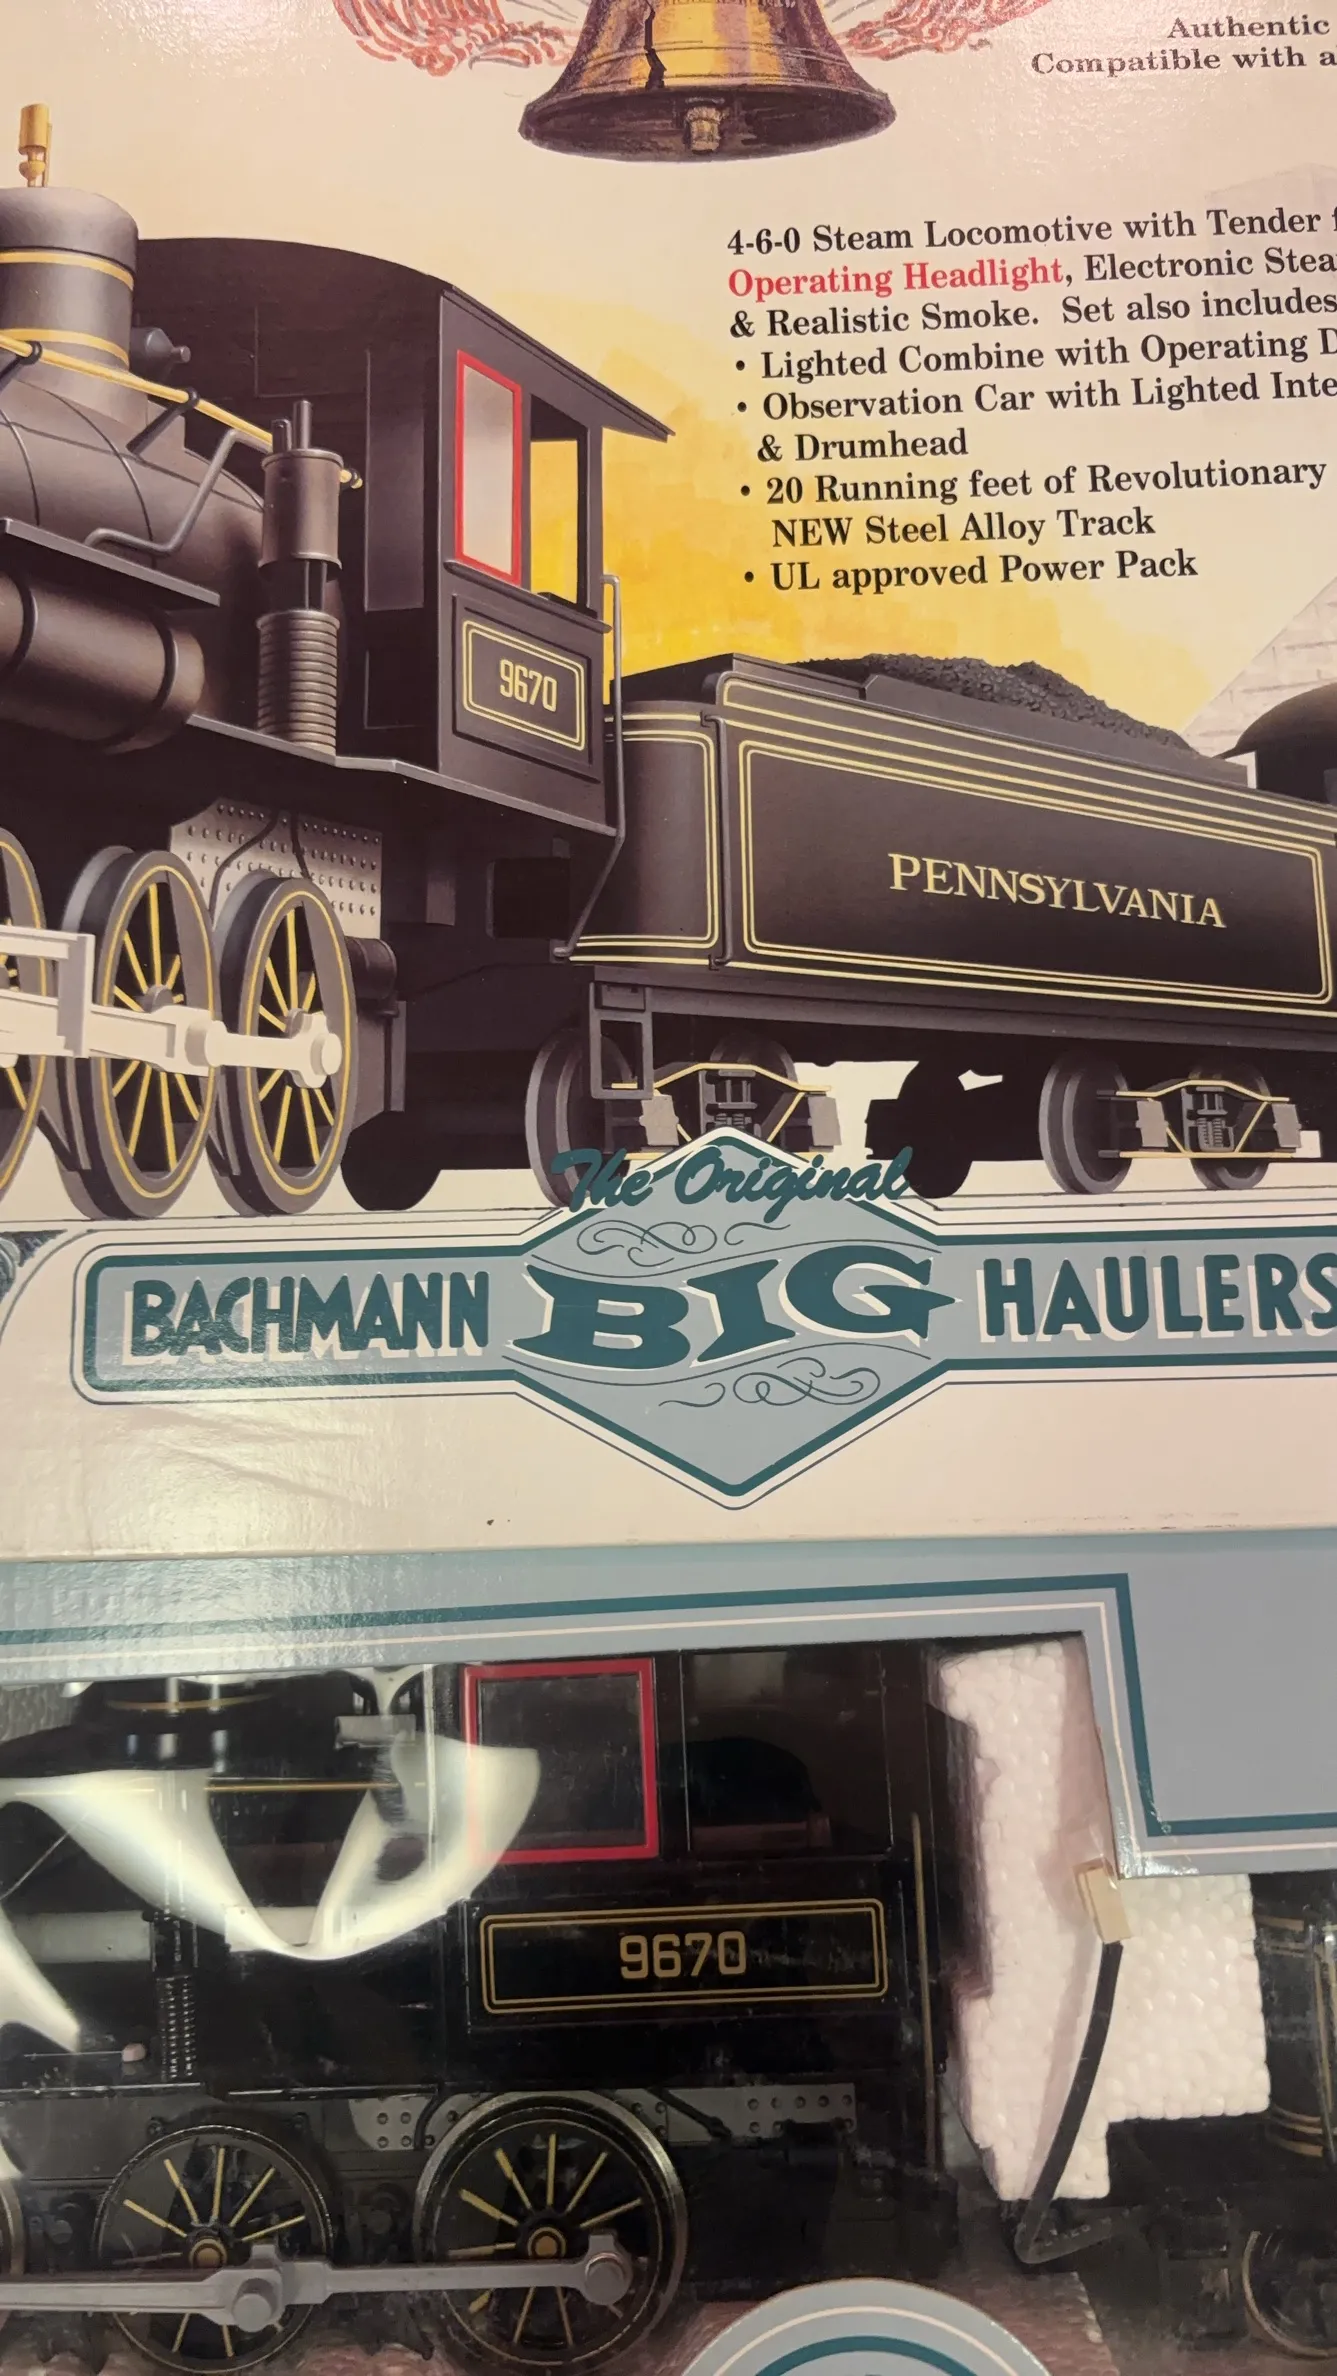 Authentic
Compatible with a
4-6-0 Steam Locomotive with Tender
Operating Headlight, Electronic Stea
& Realistic Smoke. Set also includes
• Lighted Combine with Operating D
• Observation Car with Lighted Inte
& Drumhead
• 20 Running feet of Revolutionary
NEW Steel Alloy Track
• UL approved Power Pack
9670
PENNSYLVANIA
The Original
BACHMANN BIG HAULERS
9670